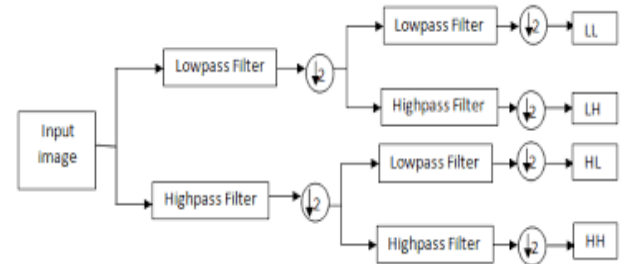 Input
image
Lowpass Filter
↓2
Highpass Filter
↓2
Lowpass Filter
↓2
LL
Highpass Filter
↓2
LH
Lowpass Filter
↓2
HL
Highpass Filter
↓2
HH